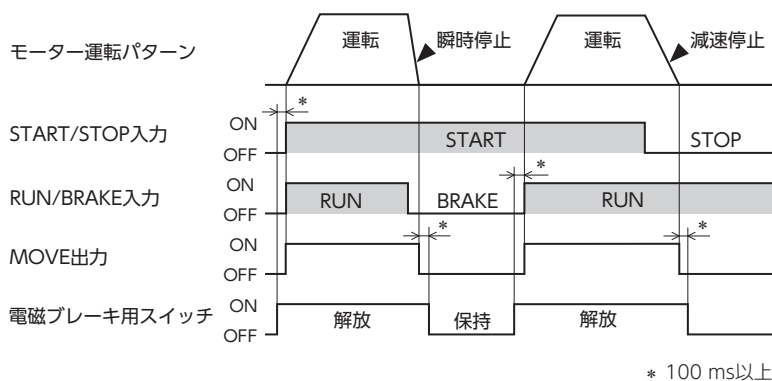 モーター運転パターン
運転
瞬時停止
運転
減速停止
*
START/STOP入力
ON
OFF
START
STOP
*
RUN/BRAKE入力
ON
OFF
RUN
BRAKE
RUN
*
*
MOVE出力
ON
OFF
電磁ブレーキ用スイッチ
ON
OFF
解放
保持
解放
* 100 ms以上